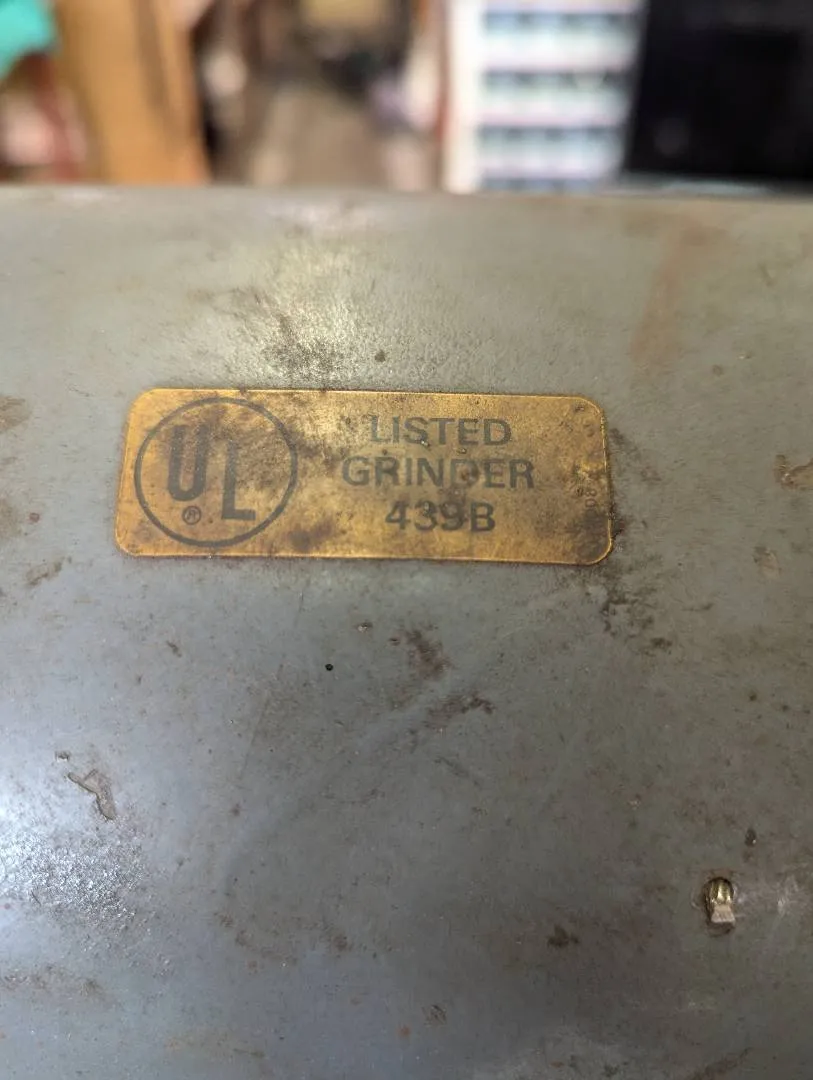 UL
®
LISTED
GRINDER
439B